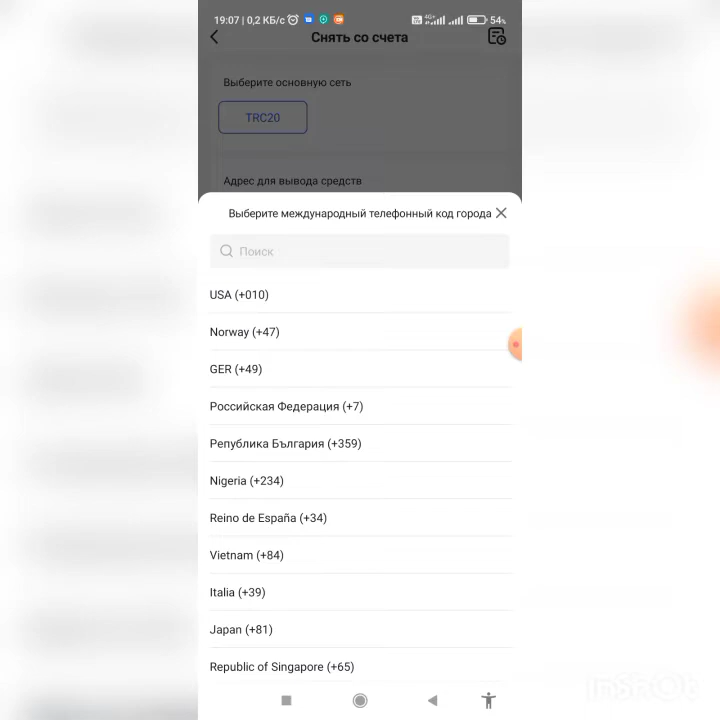 19:07 | 0,2 КБ/с 54%
Снять со счета
Выберите основную сеть
TRC20
Адрес для вывода средств
Выберите международный телефонный код города
Поиск
USA (+010)
Norway (+47)
GER (+49)
Российская Федерация (+7)
Република България (+359)
Nigeria (+234)
Reino de España (+34)
Vietnam (+84)
Italia (+39)
Japan (+81)
Republic of Singapore (+65)
InShOt